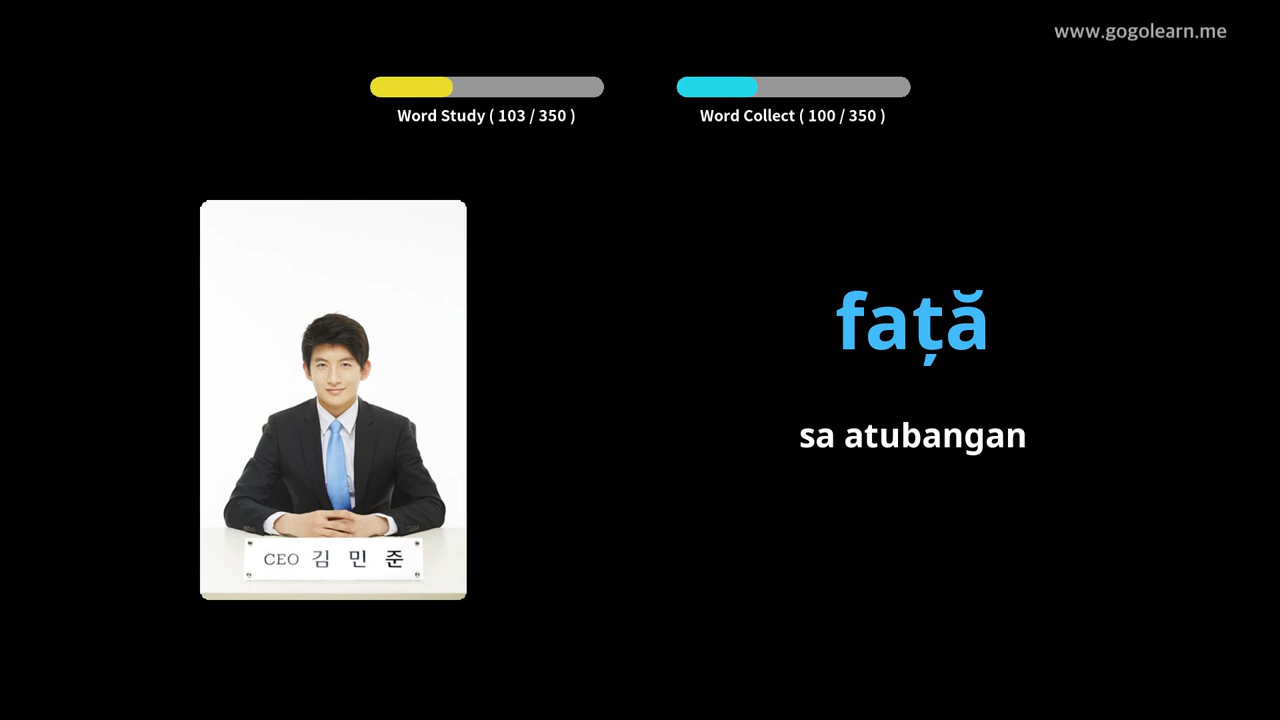 www.gogolearn.me
Word Study ( 103 / 350 )
Word Collect ( 100 / 350 )
față
sa atubangan
CEO 김 민 준